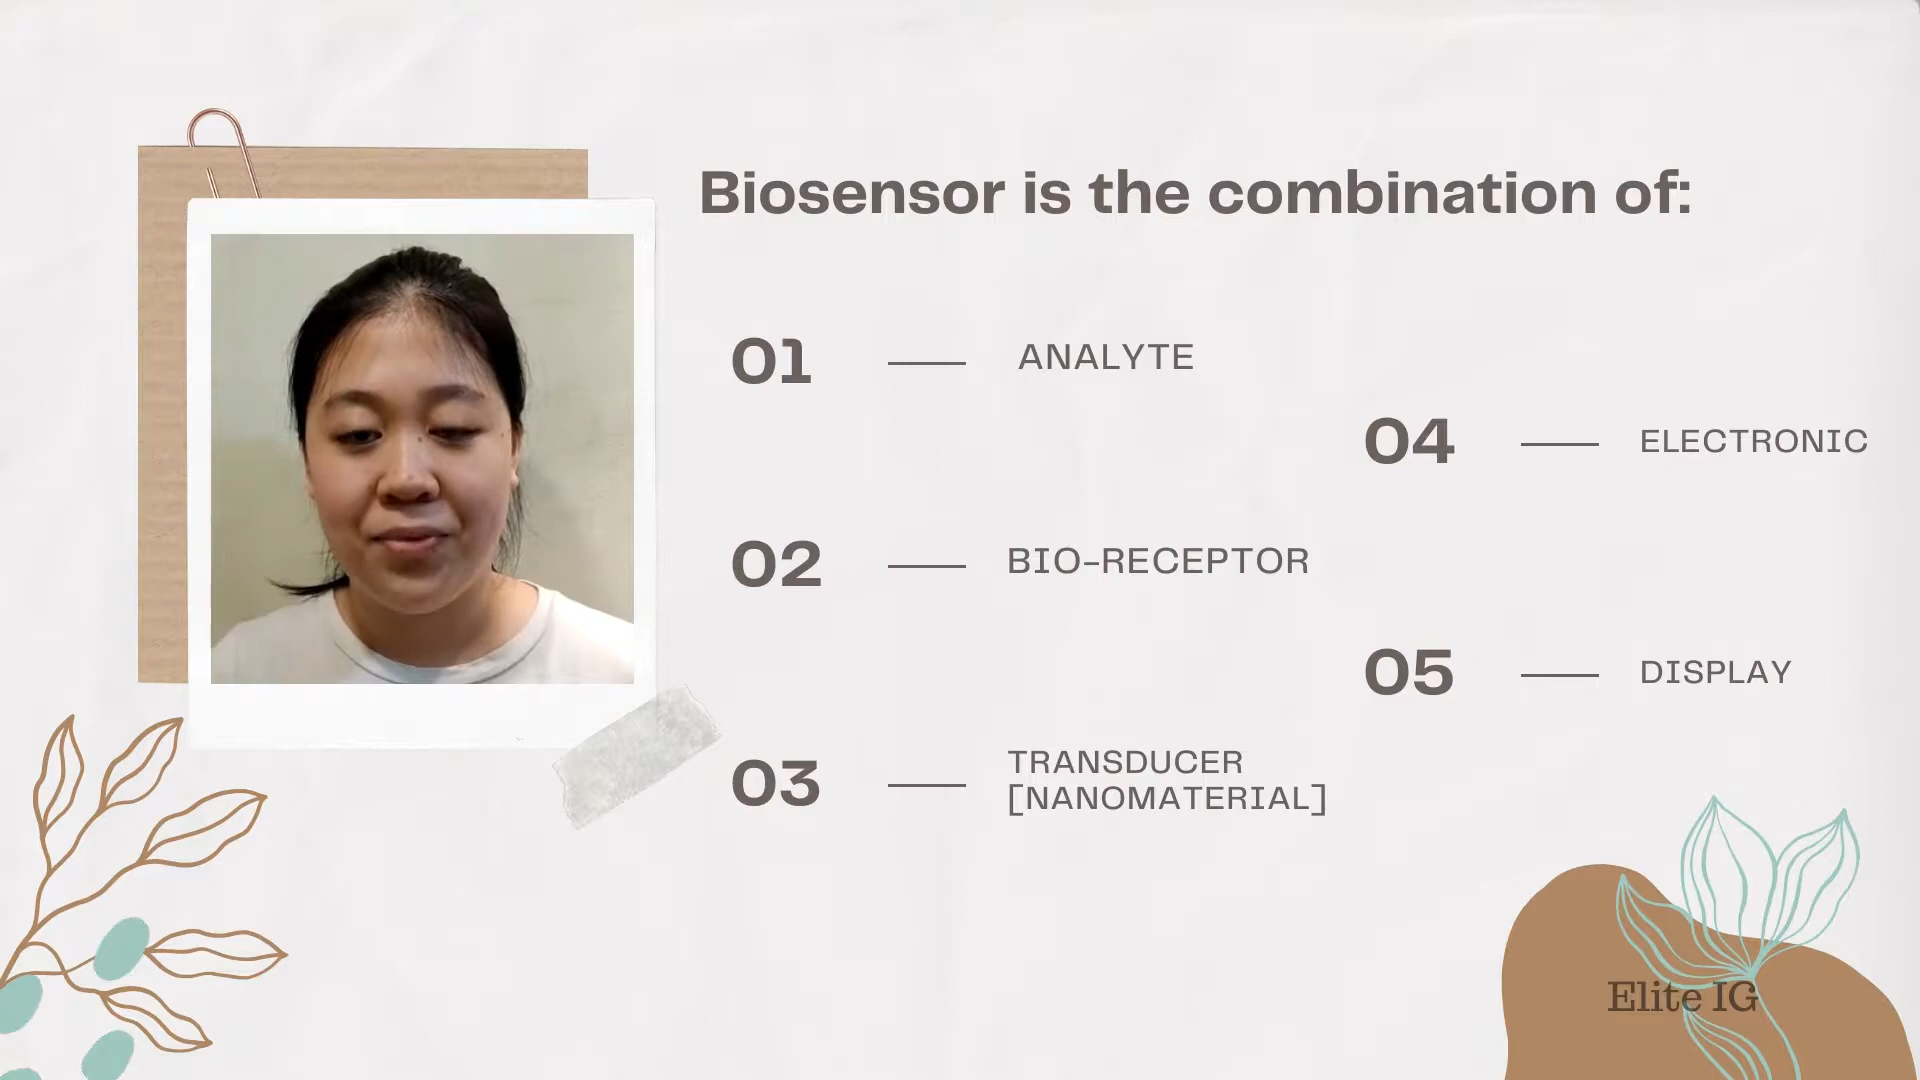 Biosensor is the combination of:
01 ANALYTE
02 BIO-RECEPTOR
03 TRANSDUCER
[NANOMATERIAL]
04 ELECTRONIC
05 DISPLAY
Elite IG